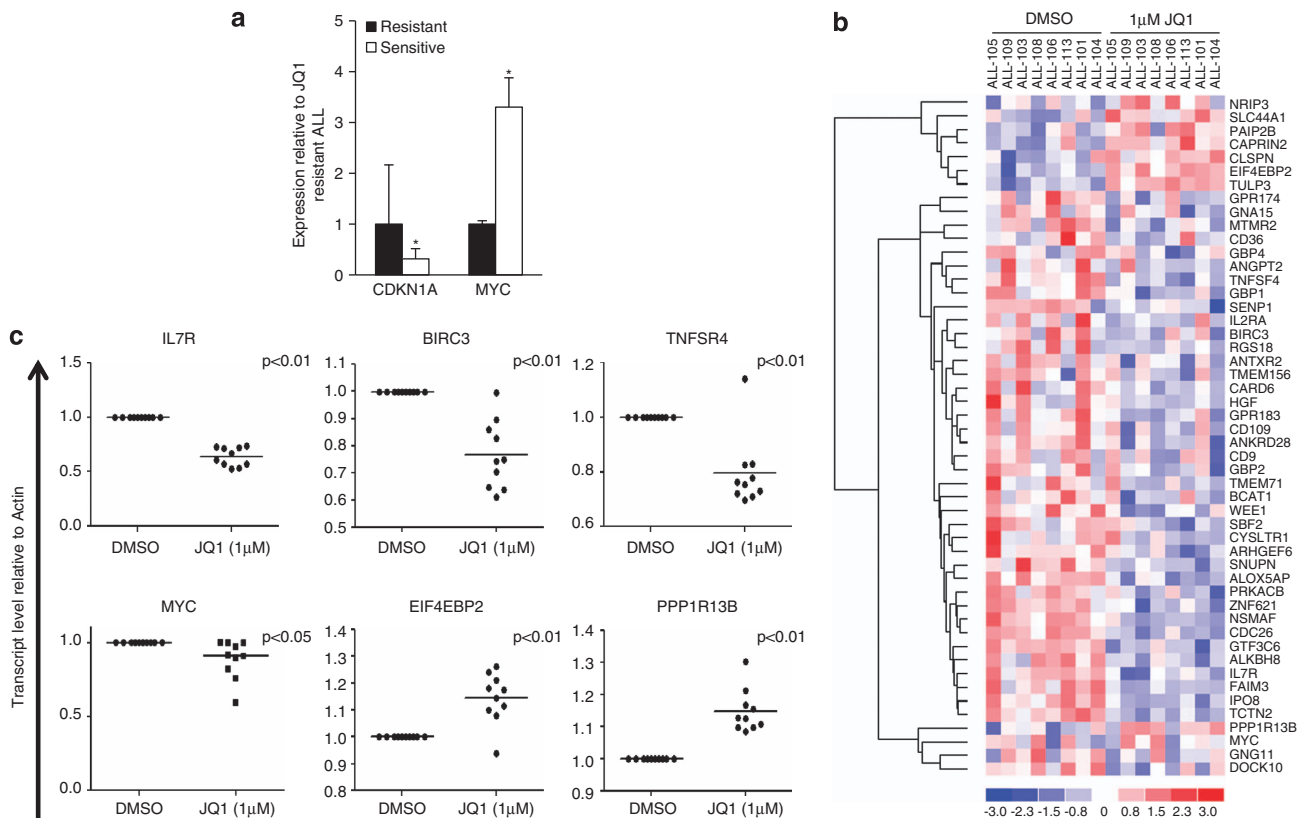 a
Resistant
Sensitive
Expression relative to JQ1
resistant ALL
5
4
3
2
1
0
*
*
CDKN1A
MYC
b
DMSO
1μM JQ1
ALL-105
ALL-109
ALL-103
ALL-108
ALL-106
ALL-113
ALL-101
ALL-104
ALL-105
ALL-109
ALL-103
ALL-108
ALL-106
ALL-113
ALL-101
ALL-104
NRIP3
SLC44A1
PAIP2B
CAPRIN2
CLSPN
EIF4EBP2
TULP3
GPR174
GNA15
MTMR2
CD36
GBP4
ANGPT2
TNFSF4
GBP1
SENP1
IL2RA
BIRC3
RGS18
ANTXR2
TMEM156
CARD6
HGF
GPR183
CD109
ANKRD28
CD9
GBP2
TMEM71
BCAT1
WEE1
SBF2
CYSLTR1
ARHGEF6
SNUPN
ALOX5AP
PRKACB
ZNF621
NSMAF
CDC26
GTF3C6
ALKBH8
IL7R
FAIM3
IPO8
TCTN2
PPP1R13B
MYC
GNG11
DOCK10
-3.0 -2.3 -1.5 -0.8 0 0.8 1.5 2.3 3.0
c
Transcript level relative to Actin
IL7R
p<0.01
1.5
1.0
0.5
0.0
DMSO
JQ1 (1μM)
BIRC3
p<0.01
1.1
1.0
0.9
0.8
0.7
0.6
0.5
DMSO
JQ1 (1μM)
TNFSR4
p<0.01
1.2
1.0
0.8
0.6
DMSO
JQ1 (1μM)
MYC
p<0.05
1.0
0.5
0.0
DMSO
JQ1 (1μM)
EIF4EBP2
p<0.01
1.4
1.3
1.2
1.1
1.0
0.9
0.8
DMSO
JQ1 (1μM)
PPP1R13B
p<0.01
1.4
1.3
1.2
1.1
1.0
0.9
DMSO
JQ1 (1μM)